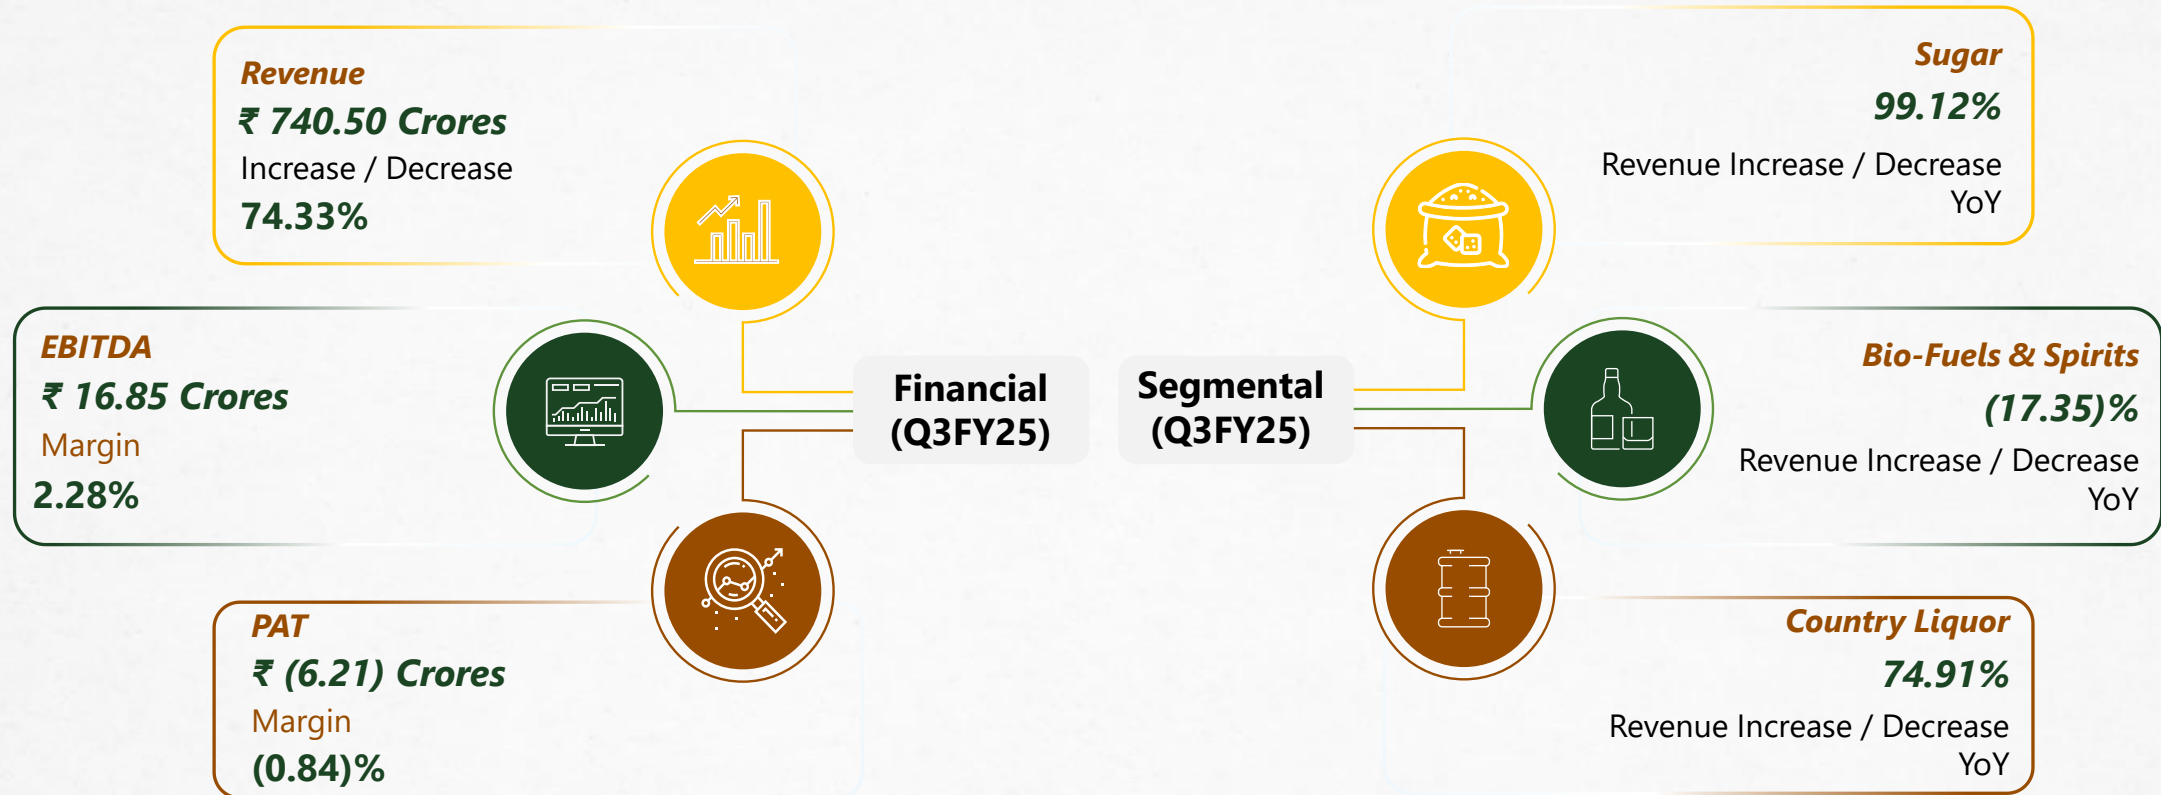 Revenue
₹ 740.50 Crores
Increase / Decrease
74.33%
EBITDA
₹ 16.85 Crores
Margin
2.28%
PAT
₹ (6.21) Crores
Margin
(0.84)%
Financial
(Q3FY25)
Segmental
(Q3FY25)
Sugar
99.12%
Revenue Increase / Decrease
YoY
Bio-Fuels & Spirits
(17.35)%
Revenue Increase / Decrease
YoY
Country Liquor
74.91%
Revenue Increase / Decrease
YoY